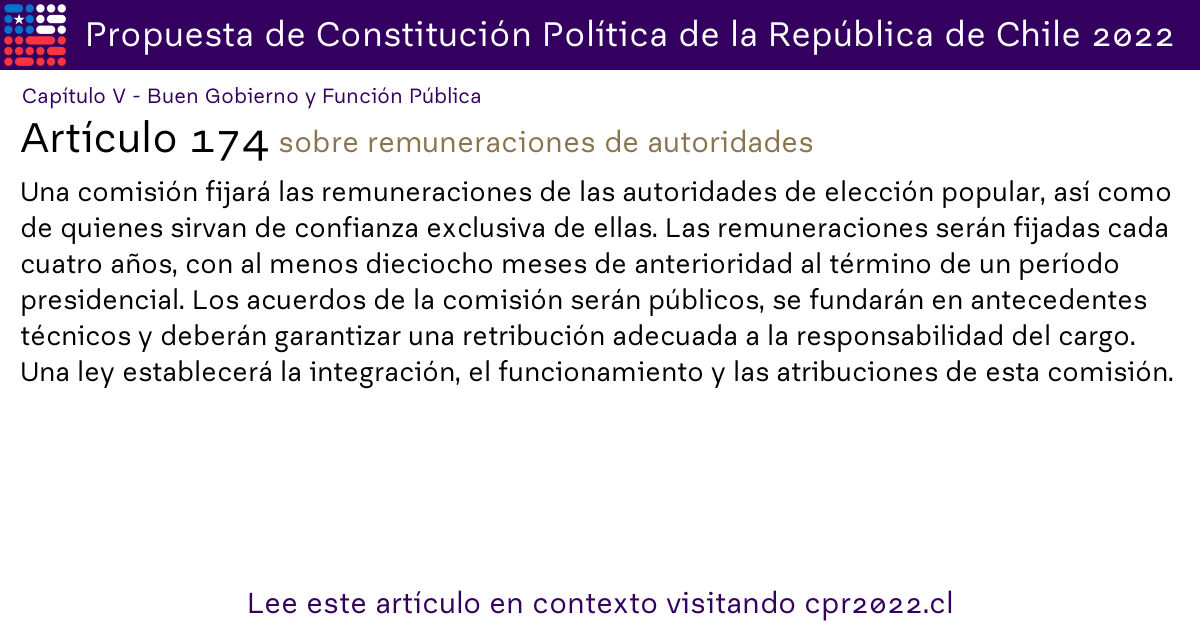 Propuesta de Constitución Política de la República de Chile 2022
Capítulo V - Buen Gobierno y Función Pública
Artículo 174 sobre remuneraciones de autoridades
Una comisión fijará las remuneraciones de las autoridades de elección popular, así como
de quienes sirvan de confianza exclusiva de ellas. Las remuneraciones serán fijadas cada
cuatro años, con al menos dieciocho meses de anterioridad al término de un período
presidencial. Los acuerdos de la comisión serán públicos, se fundarán en antecedentes
técnicos y deberán garantizar una retribución adecuada a la responsabilidad del cargo.
Una ley establecerá la integración, el funcionamiento y las atribuciones de esta comisión.
Lee este artículo en contexto visitando cpr2022.cl